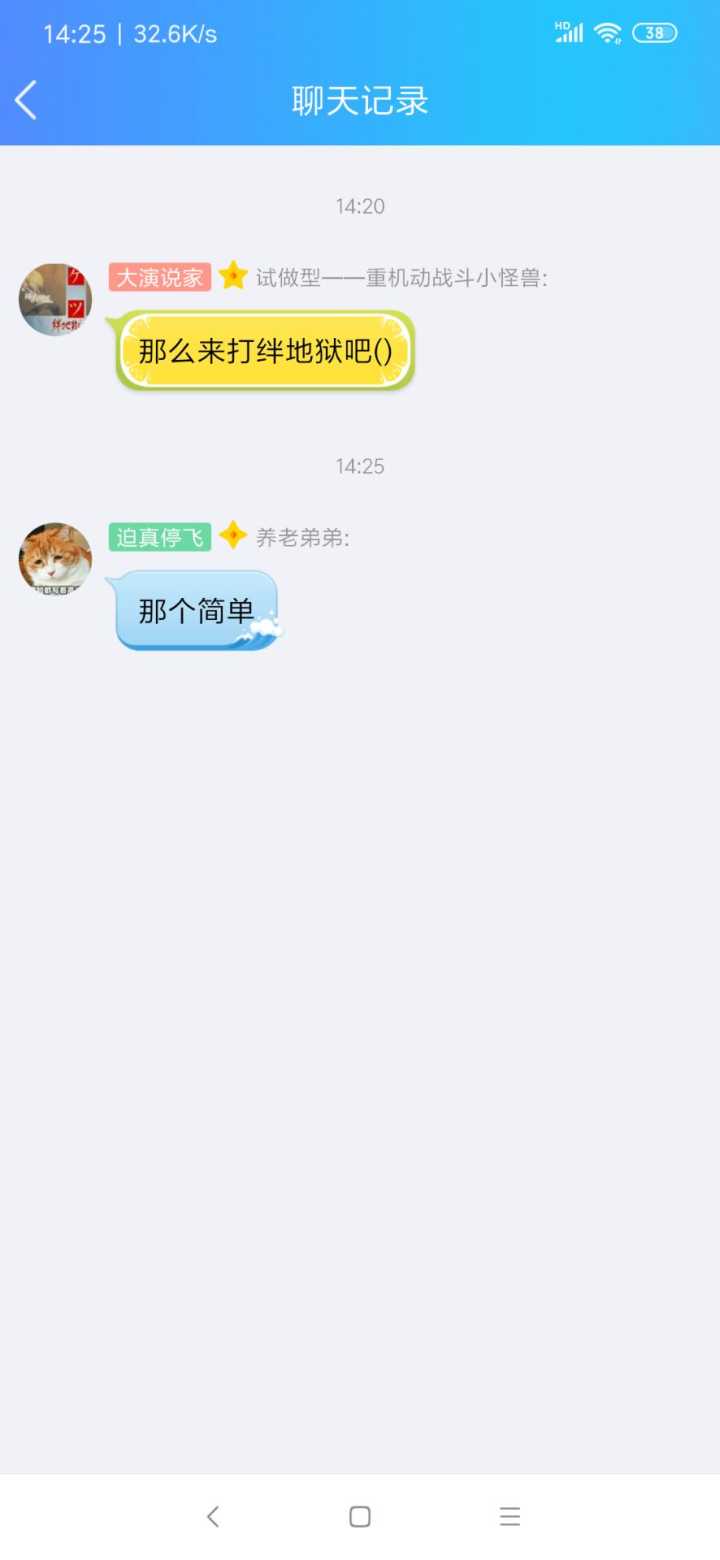 14:25 | 32.6K/s
HD
38
聊天记录
14:20
大演说家 试做型——重机动战斗小怪兽:
那么来打绊地狱吧()
14:25
迫真停飞 养老弟弟:
那个简单